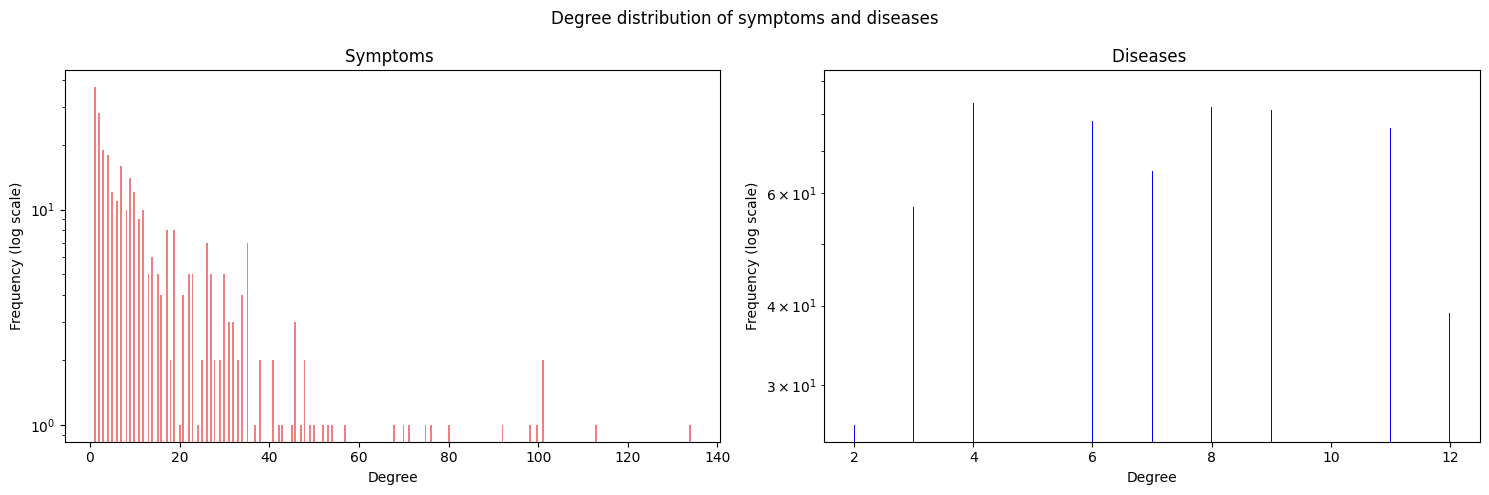 Degree distribution of symptoms and diseases
Symptoms
Frequency (log scale)
10¹
10⁰
0 20 40 60 80 100 120 140
Degree
Diseases
Frequency (log scale)
6 × 10¹
4 × 10¹
3 × 10¹
2 4 6 8 10 12
Degree